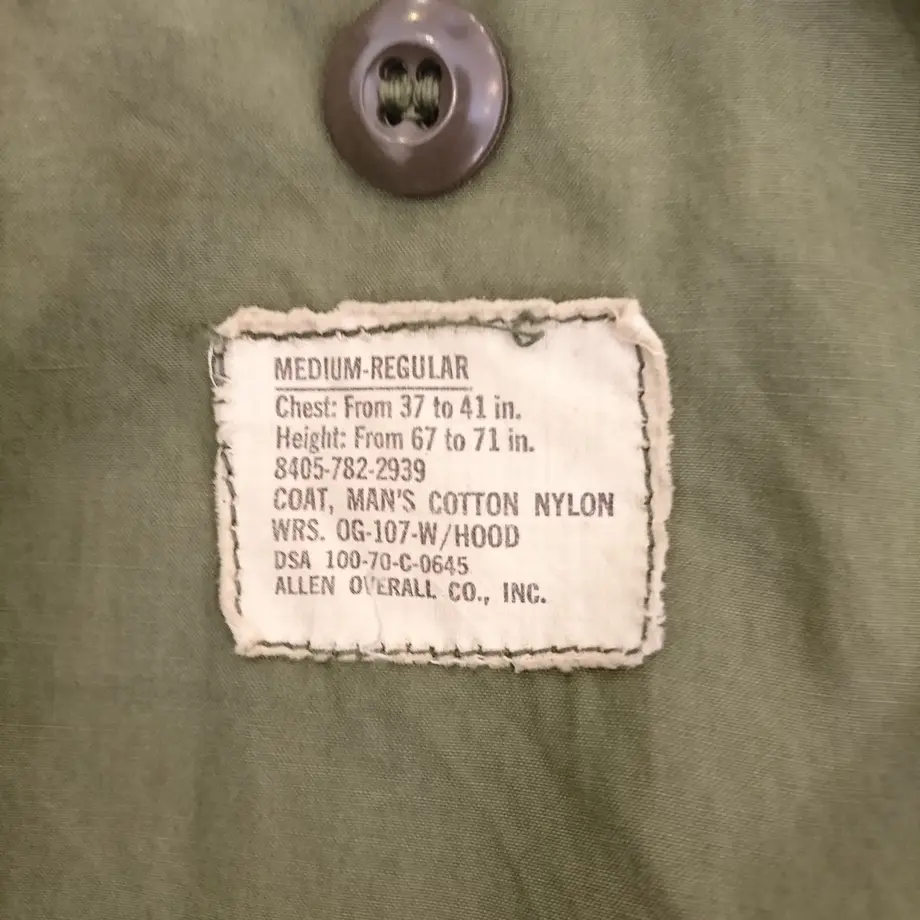 MEDIUM-REGULAR
Chest: From 37 to 41 in.
Height: From 67 to 71 in.
8405-782-2939
COAT, MAN'S COTTON NYLON
WRS. OG-107-W/HOOD
DSA 100-70-C-0645
ALLEN OVERALL CO., INC.